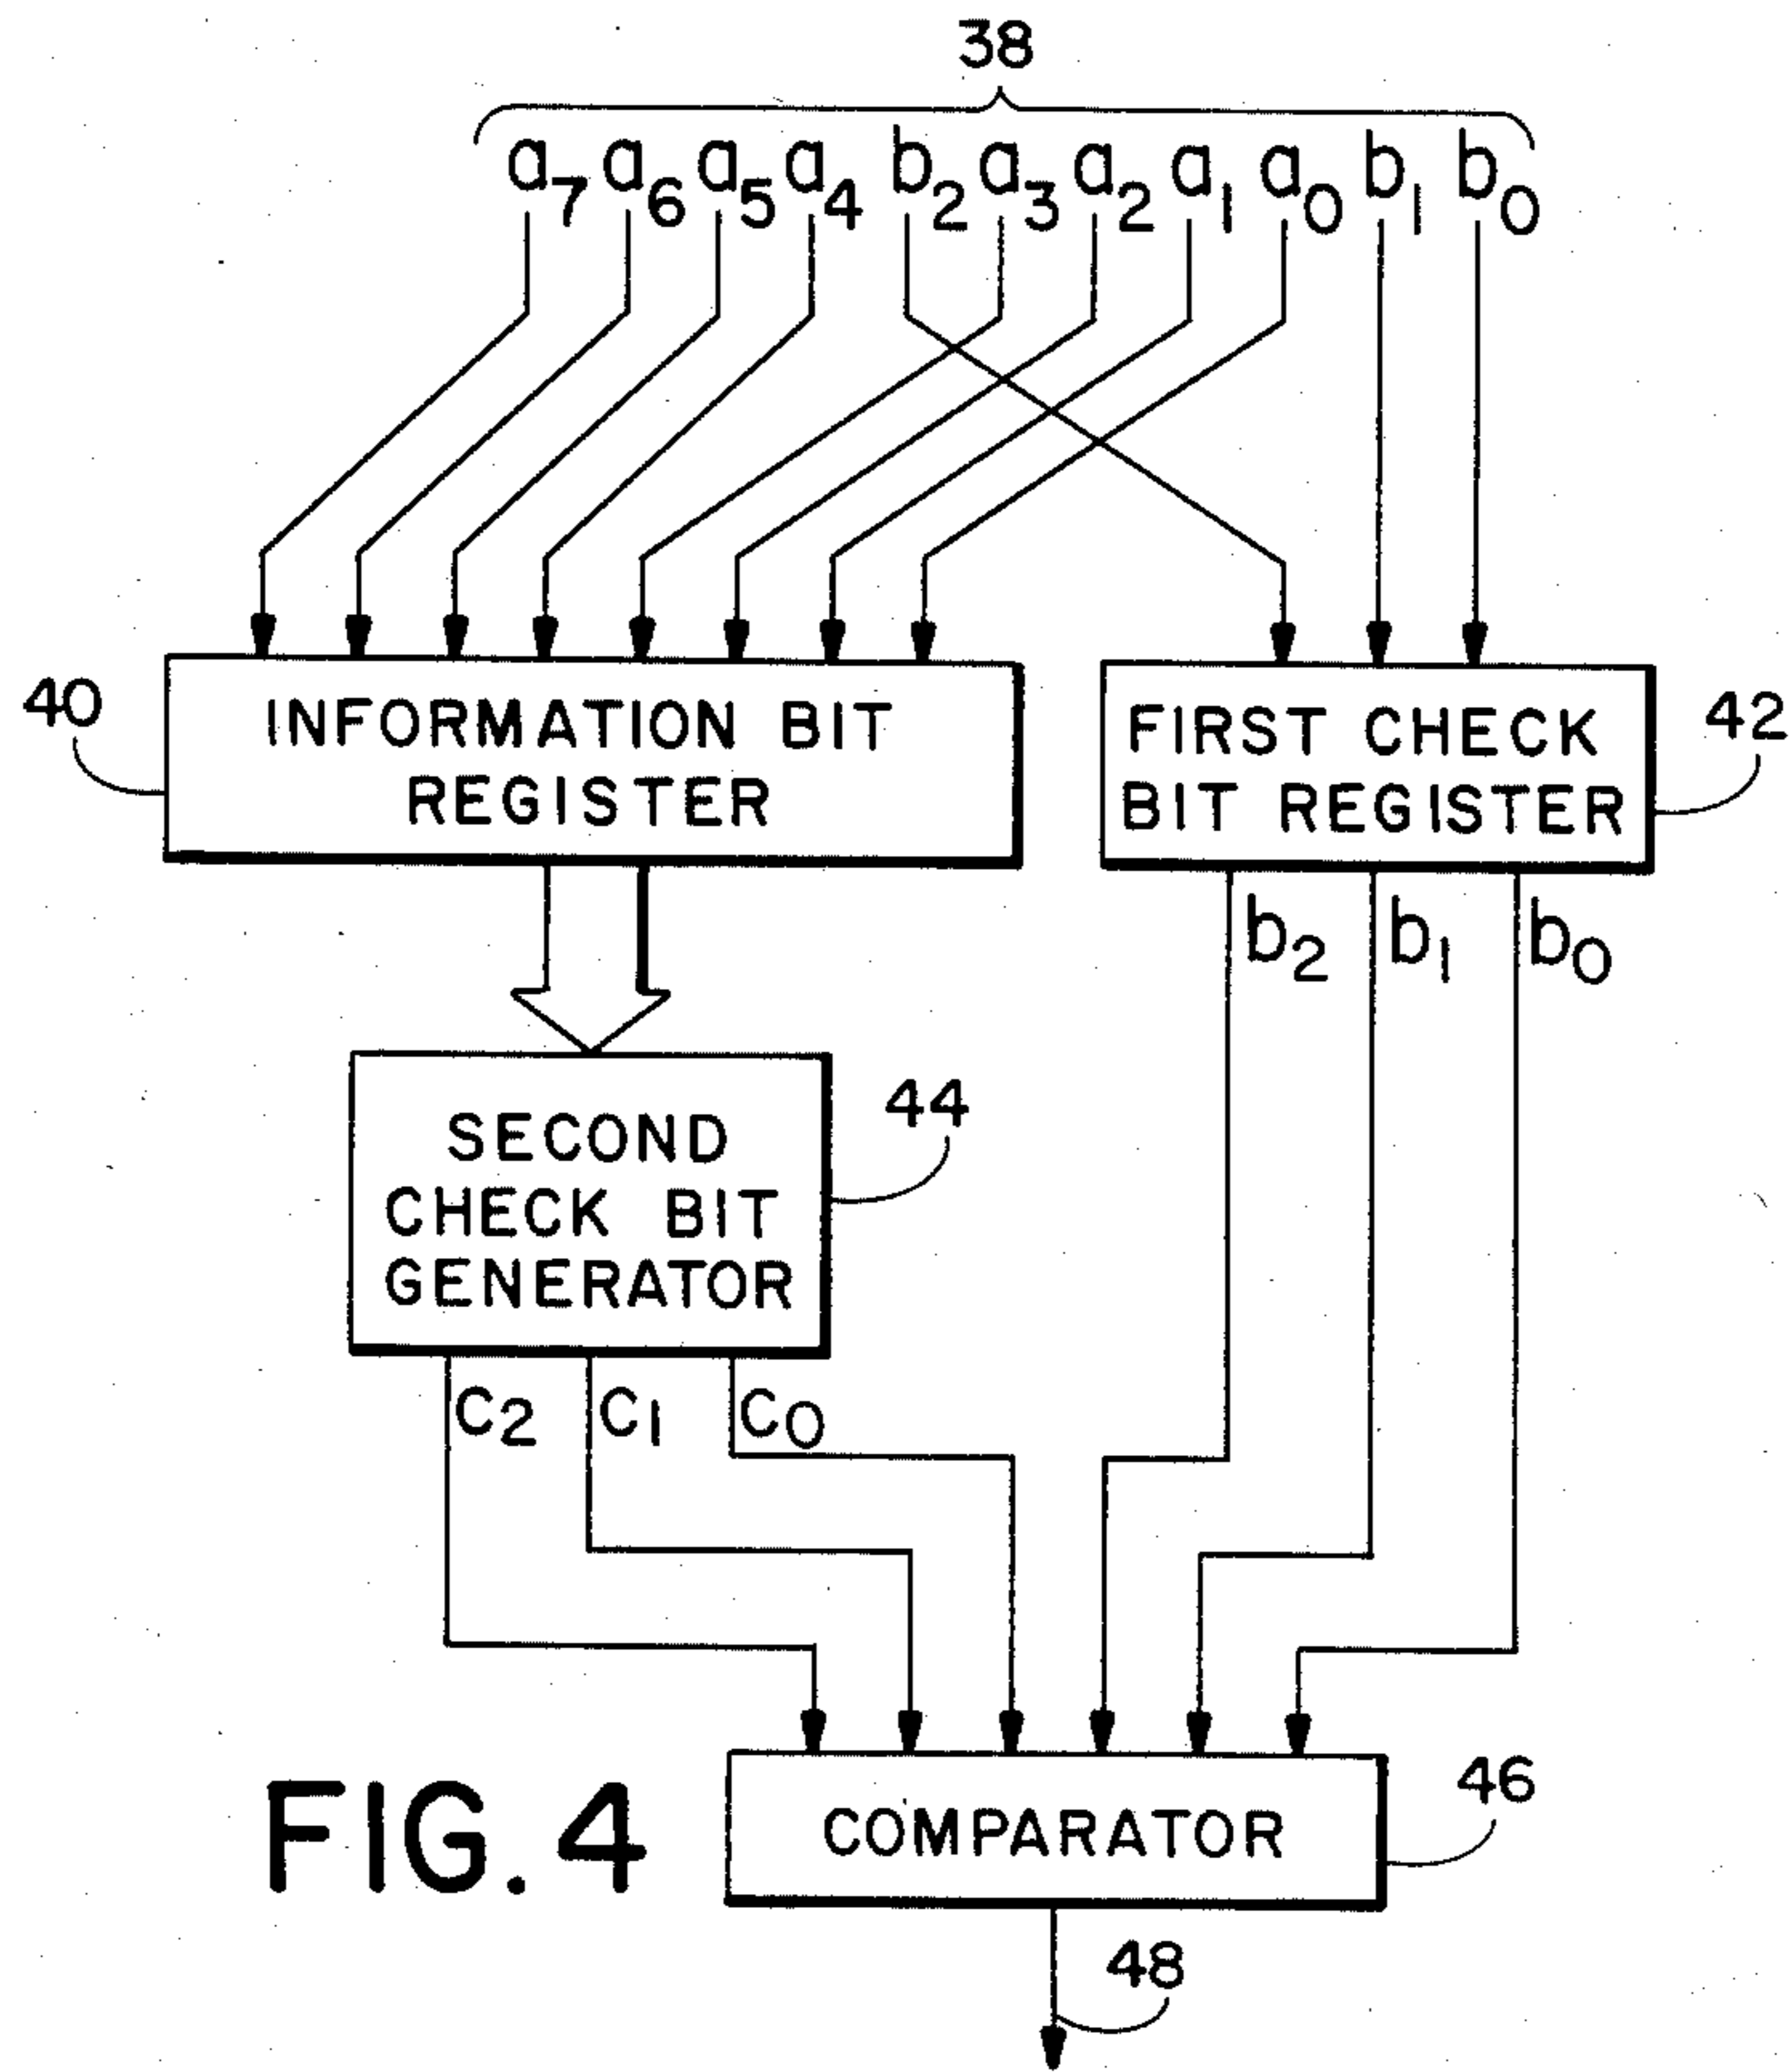 38
a7 a6 a5 a4 b2 a3 a2 a1 a0 b1 b0
40
INFORMATION BIT
REGISTER
FIRST CHECK
BIT REGISTER
42
b2 b1 b0
SECOND
CHECK BIT
GENERATOR
44
c2 c1 c0
COMPARATOR
46
FIG. 4
48